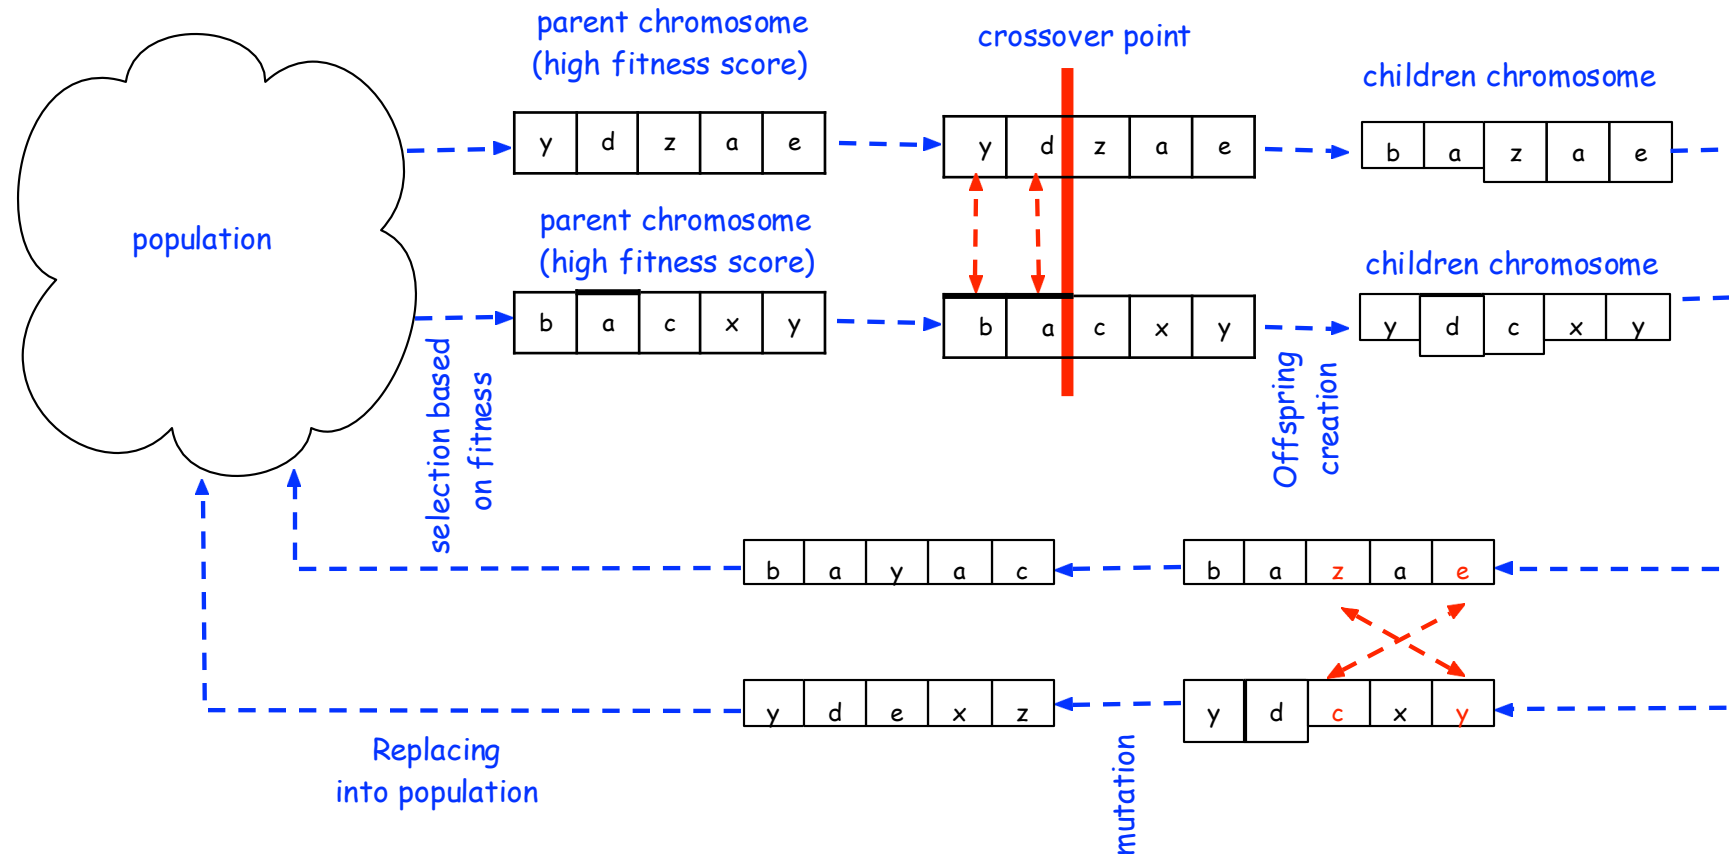 parent chromosome
(high fitness score)
crossover point
children chromosome
y d z a e
y d z a e
b a z a e
population
parent chromosome
(high fitness score)
children chromosome
b a c x y
b a c x y
y d c x y
selection based
on fitness
Offspring
creation
b a y a c
b a z a e
y d e x z
y d c x y
Replacing
into population
mutation